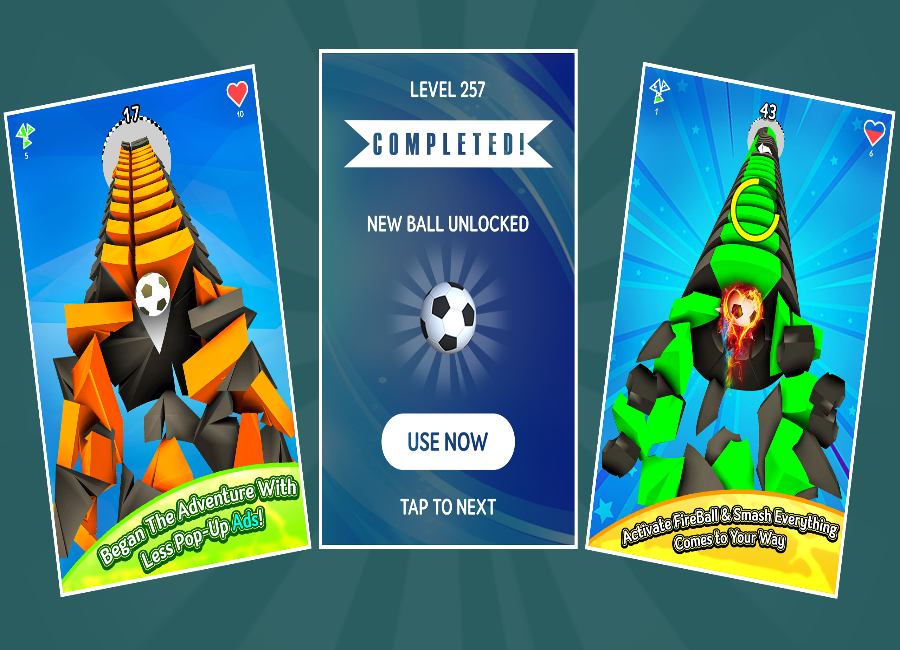 17
5
10
Began The Adventure With
Less Pop-Up Ads!
LEVEL 257
COMPLETED!
NEW BALL UNLOCKED
USE NOW
TAP TO NEXT
43
1
6
Activate FireBall & Smash Everything
Comes to Your Way